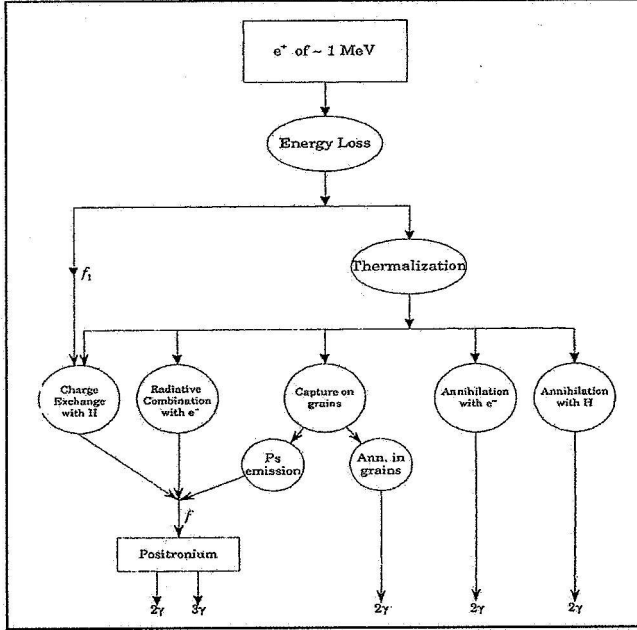 e⁺ of ~ 1 MeV
Energy Loss
f₁
Thermalization
Charge
Exchange
with H
Radiative
Combination
with e⁻
Capture on
grains
Annihilation
with e⁻
Annihilation
with H
Ps
emission
Ann. in
grains
f
Positronium
2γ
3γ
2γ
2γ
2γ